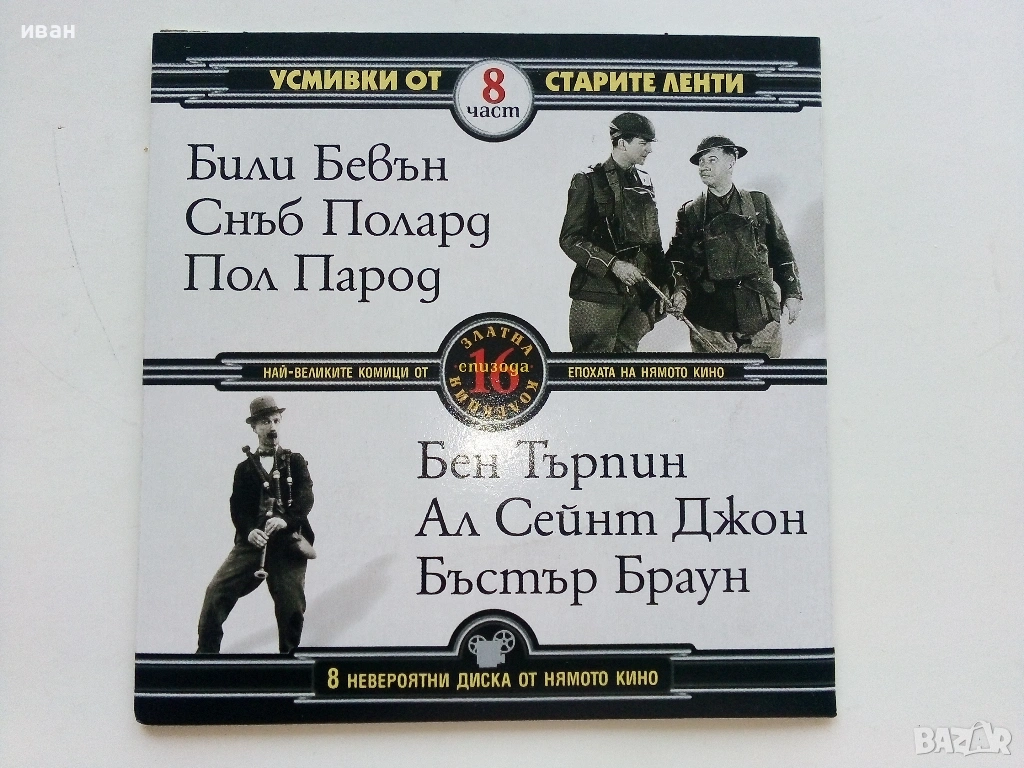 иван
УСМИВКИ ОТ 8 част СТАРИТЕ ЛЕНТИ
Били Бевън
Снъб Полард
Пол Парод
ЗЛАТНА КОЛЕКЦИЯ
16 епизода
НАЙ-ВЕЛИКИТЕ КОМИЦИ ОТ ЕПОХАТА НА НЯМОТО КИНО
Бен Търпин
Ал Сейнт Джон
Бъстър Браун
8 НЕВЕРОЯТНИ ДИСКА ОТ НЯМОТО КИНО
BAZAR